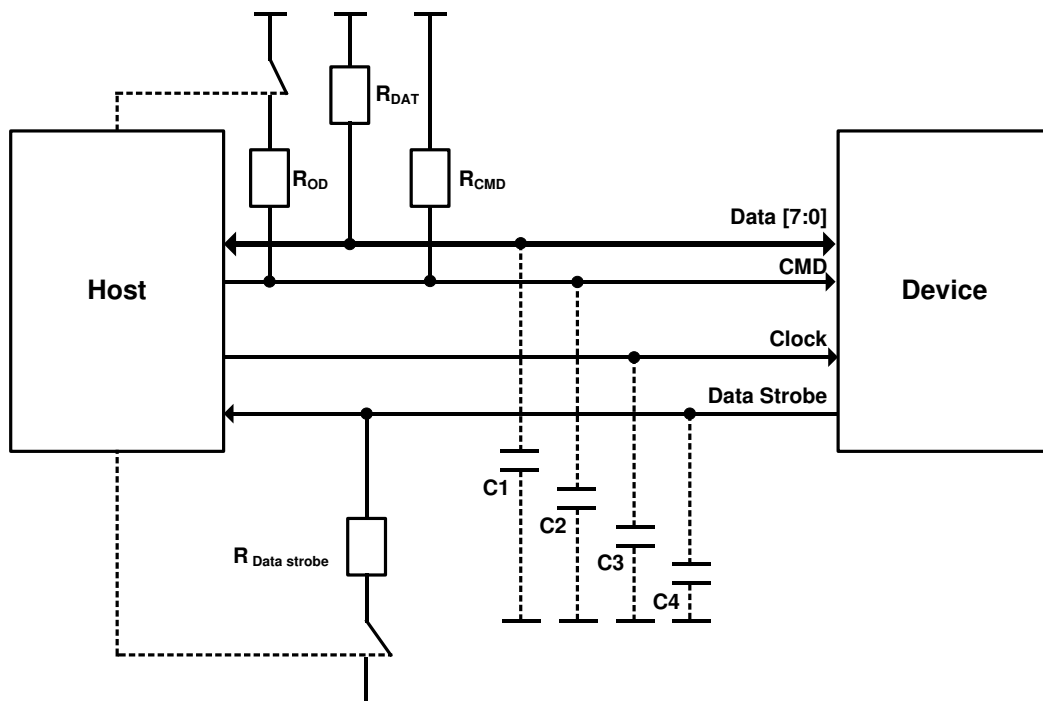 R_DAT
R_OD
R_CMD
Data [7:0]
CMD
Host
Device
Clock
Data Strobe
C1
C2
R Data strobe
C3
C4